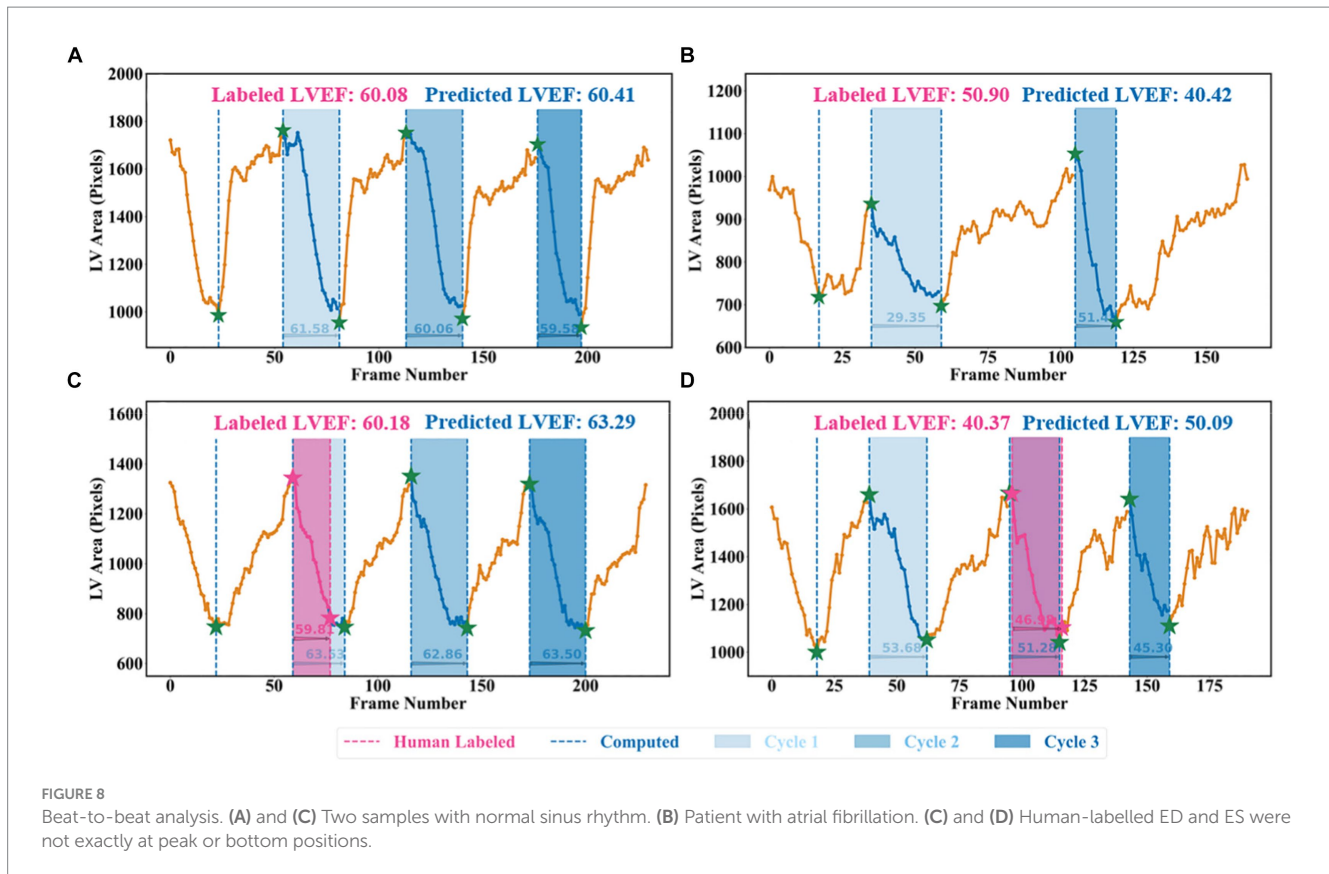 A
Labeled LVEF: 60.08 Predicted LVEF: 60.41
LV Area (Pixels)
2000
1800
1600
1400
1200
1000
61.58
60.06
59.58
0 50 100 150 200
Frame Number
B
Labeled LVEF: 50.90 Predicted LVEF: 40.42
LV Area (Pixels)
1200
1100
1000
900
800
700
600
29.35
0 25 50 75 100 125 150
Frame Number
C
Labeled LVEF: 60.18 Predicted LVEF: 63.29
LV Area (Pixels)
1600
1400
1200
1000
800
600
63.53
62.86
63.50
0 50 100 150 200
Frame Number
D
Labeled LVEF: 40.37 Predicted LVEF: 50.09
LV Area (Pixels)
2000
1800
1600
1400
1200
1000
53.68
51.28
45.30
0 25 50 75 100 125 150 175
Frame Number
Human Labeled Computed Cycle 1 Cycle 2 Cycle 3
FIGURE 8
Beat-to-beat analysis. (A) and (C) Two samples with normal sinus rhythm. (B) Patient with atrial fibrillation. (C) and (D) Human-labelled ED and ES were
not exactly at peak or bottom positions.